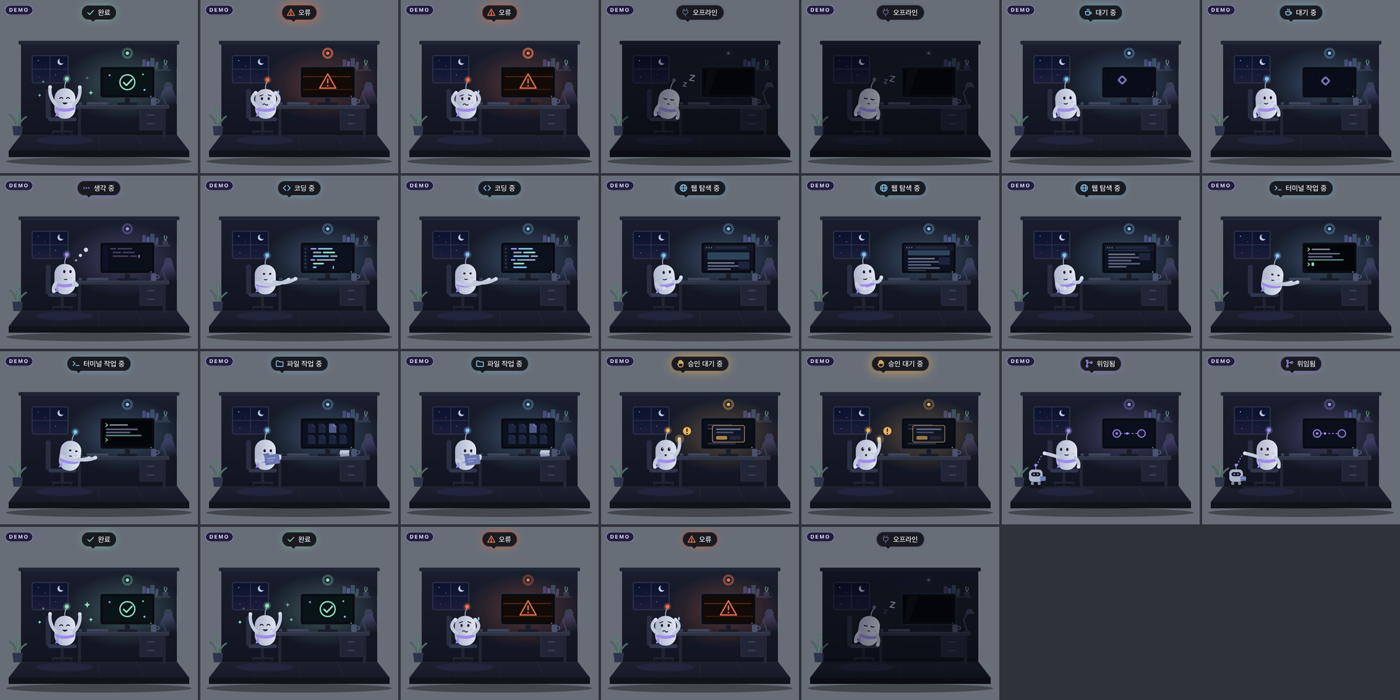 DEMO
완료
DEMO
오류
DEMO
오류
DEMO
오프라인
z Z
DEMO
오프라인
z Z
DEMO
대기 중
DEMO
대기 중
DEMO
생각 중
DEMO
코딩 중
DEMO
코딩 중
DEMO
웹 탐색 중
DEMO
웹 탐색 중
DEMO
웹 탐색 중
DEMO
터미널 작업 중
DEMO
터미널 작업 중
DEMO
파일 작업 중
DEMO
파일 작업 중
DEMO
승인 대기 중
DEMO
승인 대기 중
DEMO
위임됨
DEMO
위임됨
DEMO
완료
DEMO
완료
DEMO
오류
DEMO
오류
DEMO
오프라인
z Z